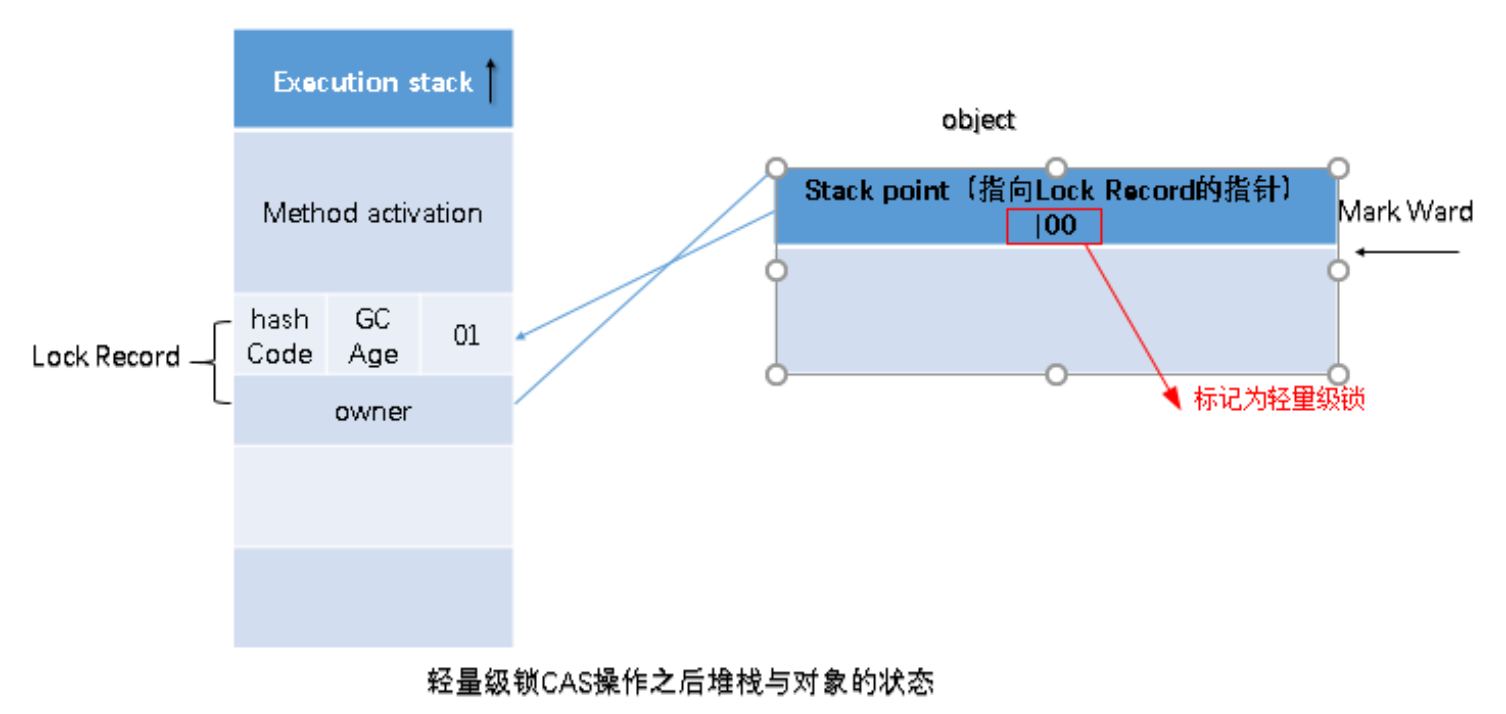 Execution stack
object
Stack point（指向Lock Record的指针）
|00
Mark Ward
Method activation
hash
Code
GC
Age
01
Lock Record
owner
标记为轻量级锁
轻量级锁CAS操作之后堆栈与对象的状态